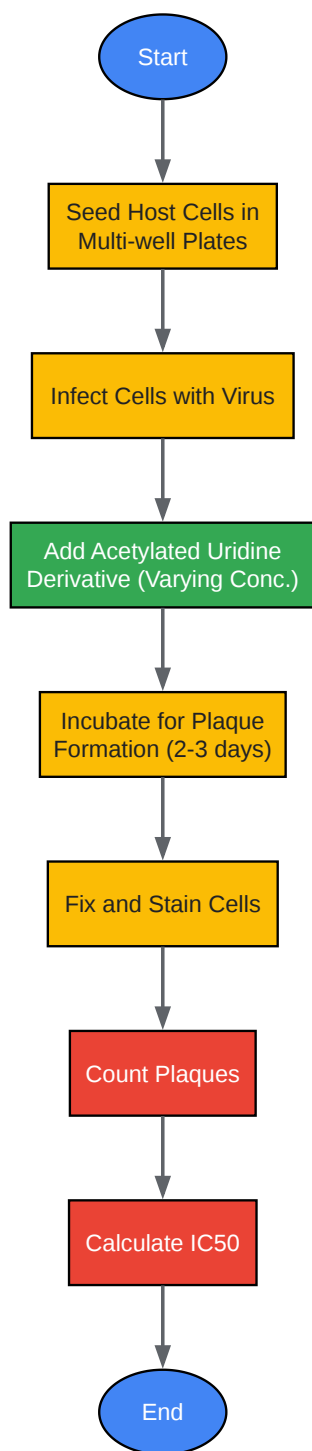 Start
Seed Host Cells in
Multi-well Plates
Infect Cells with Virus
Add Acetylated Uridine
Derivative (Varying Conc.)
Incubate for Plaque
Formation (2-3 days)
Fix and Stain Cells
Count Plaques
Calculate IC50
End